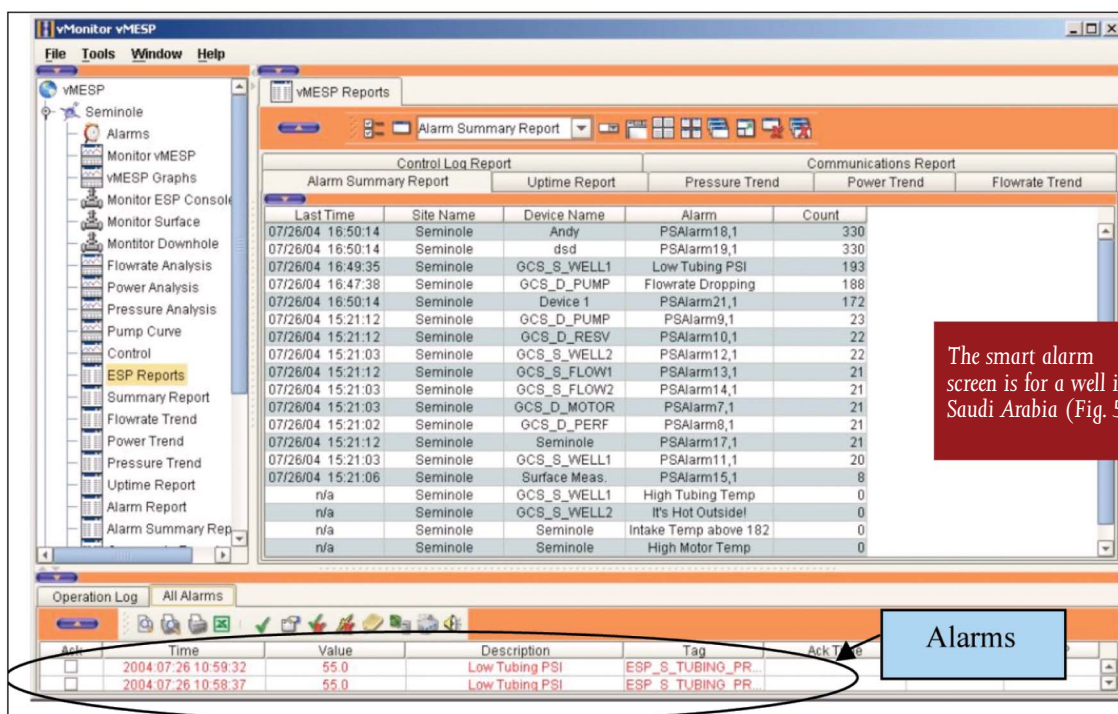 vMonitor vMESP
File Tools Window Help
vMESP
Seminole
Alarms
Monitor vMESP
vMESP Graphs
Monitor ESP Console
Monitor Surface
Montitor Downhole
Flowrate Analysis
Power Analysis
Pressure Analysis
Pump Curve
Control
ESP Reports
Summary Report
Flowrate Trend
Power Trend
Pressure Trend
Uptime Report
Alarm Report
Alarm Summary Rep
vMESP Reports
Alarm Summary Report
Control Log Report Communications Report
Alarm Summary Report Uptime Report Pressure Trend Power Trend Flowrate Trend
Last Time Site Name Device Name Alarm Count
07/26/04 16:50:14 Seminole Andy PSAlarm18,1 330
07/26/04 16:50:14 Seminole dsd PSAlarm19,1 330
07/26/04 16:49:35 Seminole GCS_S_WELL1 Low Tubing PSI 193
07/26/04 16:47:38 Seminole GCS_D_PUMP Flowrate Dropping 188
07/26/04 16:50:14 Seminole Device 1 PSAlarm21,1 172
07/26/04 15:21:12 Seminole GCS_D_PUMP PSAlarm9,1 23
07/26/04 15:21:12 Seminole GCS_D_RESV PSAlarm10,1 22
07/26/04 15:21:03 Seminole GCS_S_WELL2 PSAlarm12,1 22
07/26/04 15:21:12 Seminole GCS_S_FLOW1 PSAlarm13,1 21
07/26/04 15:21:03 Seminole GCS_S_FLOW2 PSAlarm14,1 21
07/26/04 15:21:03 Seminole GCS_D_MOTOR PSAlarm7,1 21
07/26/04 15:21:02 Seminole GCS_D_PERF PSAlarm8,1 21
07/26/04 15:21:12 Seminole Seminole PSAlarm17,1 21
07/26/04 15:21:03 Seminole GCS_S_WELL1 PSAlarm11,1 20
07/26/04 15:21:06 Seminole Surface Meas. PSAlarm15,1 8
n/a Seminole GCS_S_WELL1 High Tubing Temp 0
n/a Seminole GCS_S_WELL2 It's Hot Outside! 0
n/a Seminole Seminole Intake Temp above 182 0
n/a Seminole Seminole High Motor Temp 0
The smart alarm
screen is for a well i
Saudi Arabia (Fig. 5
Operation Log All Alarms
Alarms
Ack Time Value Description Tag Ack
2004:07:26 10:59:32 55.0 Low Tubing PSI ESP_S_TUBING_PR...
2004:07:26 10:58:37 55.0 Low Tubing PSI ESP_S_TUBING_PR...